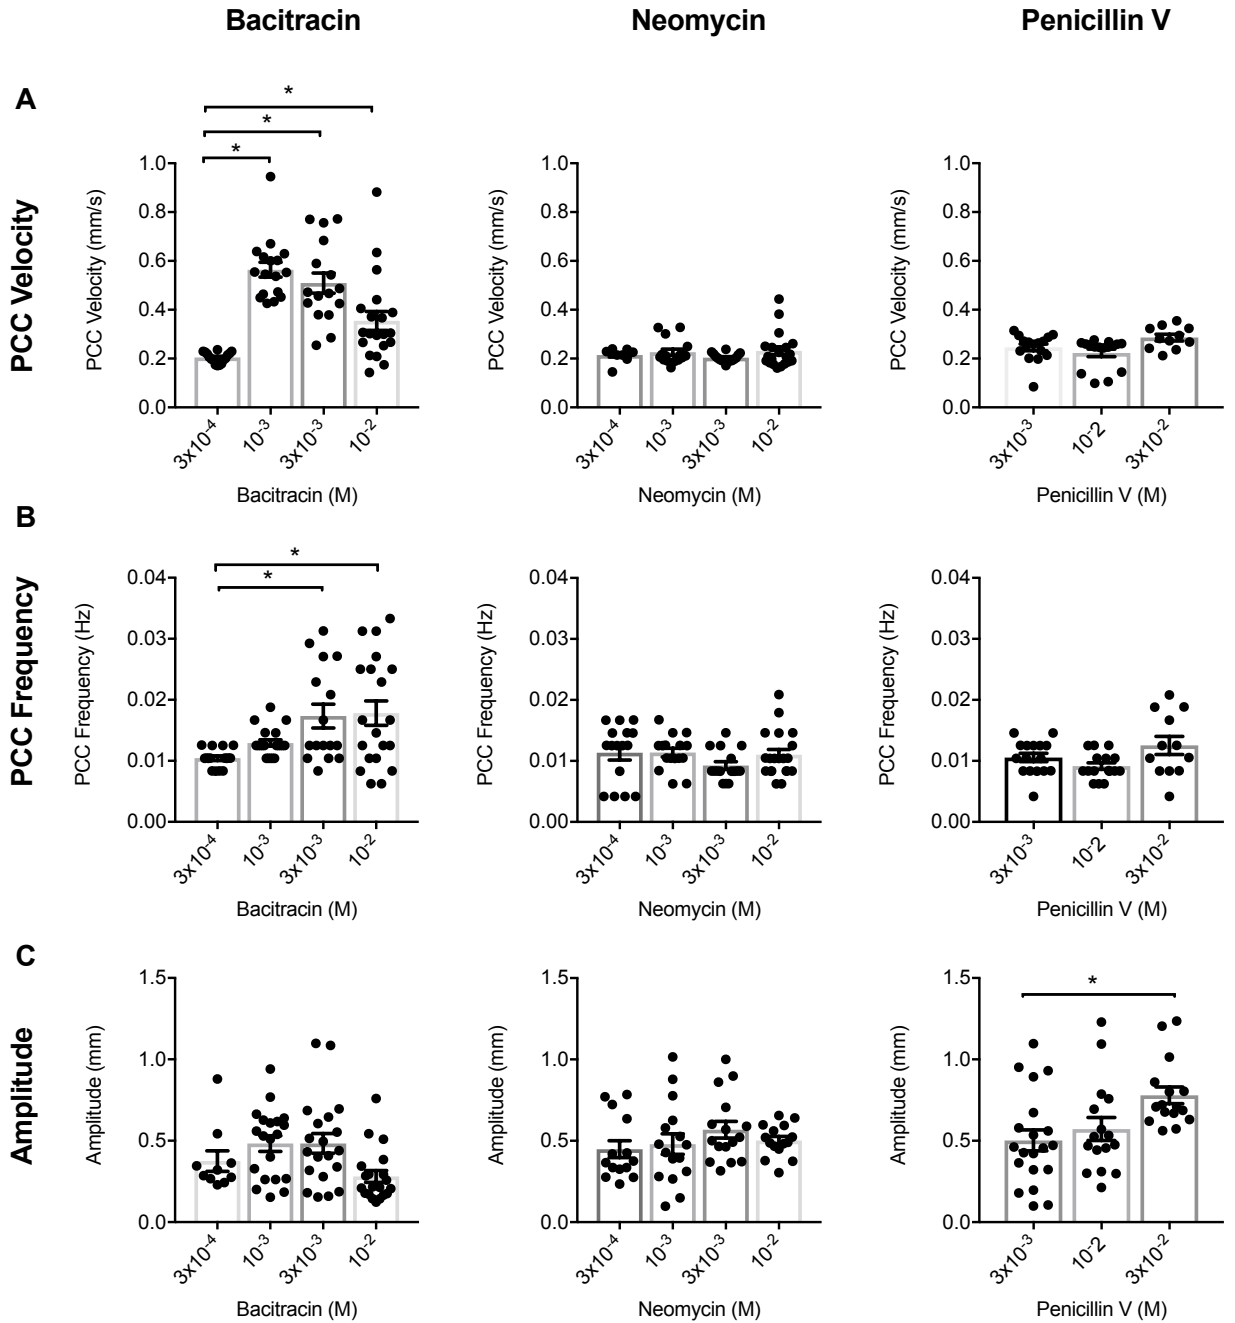 Bacitracin Neomycin Penicillin V
A
* * *
PCC Velocity
PCC Velocity (mm/s) 1.0 0.8 0.6 0.4 0.2 0.0
3x10-4 10-3 3x10-3 10-2
Bacitracin (M)
PCC Velocity (mm/s) 1.0 0.8 0.6 0.4 0.2 0.0
3x10-4 10-3 3x10-3 10-2
Neomycin (M)
PCC Velocity (mm/s) 1.0 0.8 0.6 0.4 0.2 0.0
3x10-3 10-2 3x10-2
Penicillin V (M)
B
* *
PCC Frequency
PCC Frequency (Hz) 0.04 0.03 0.02 0.01 0.00
3x10-4 10-3 3x10-3 10-2
Bacitracin (M)
PCC Frequency (Hz) 0.04 0.03 0.02 0.01 0.00
3x10-4 10-3 3x10-3 10-2
Neomycin (M)
PCC Frequency (Hz) 0.04 0.03 0.02 0.01 0.00
3x10-3 10-2 3x10-2
Penicillin V (M)
C
Amplitude
Amplitude (mm) 1.5 1.0 0.5 0.0
3x10-4 10-3 3x10-3 10-2
Bacitracin (M)
Amplitude (mm) 1.5 1.0 0.5 0.0
3x10-4 10-3 3x10-3 10-2
Neomycin (M)
*
Amplitude (mm) 1.5 1.0 0.5 0.0
3x10-3 10-2 3x10-2
Penicillin V (M)